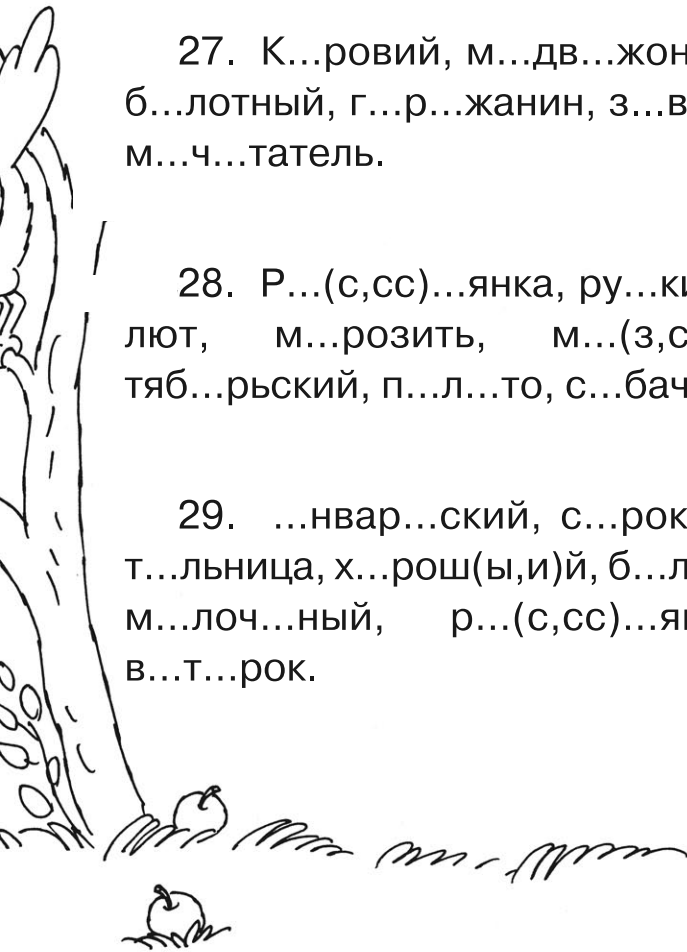 27. К...ровий, м...дв...жон
б...лотный, г...р...жанин, з...в
м...ч...татель.
28. Р...(с,сс)...янка, ру...ки
лют, м...розить, м...(з,с
тяб...рьский, п...л...то, с...бач
29. ...нвар...ский, с...рок
т...льница, х...рош(ы,и)й, б...л
м...лоч...ный, р...(с,сс)...ян
в...т...рок.